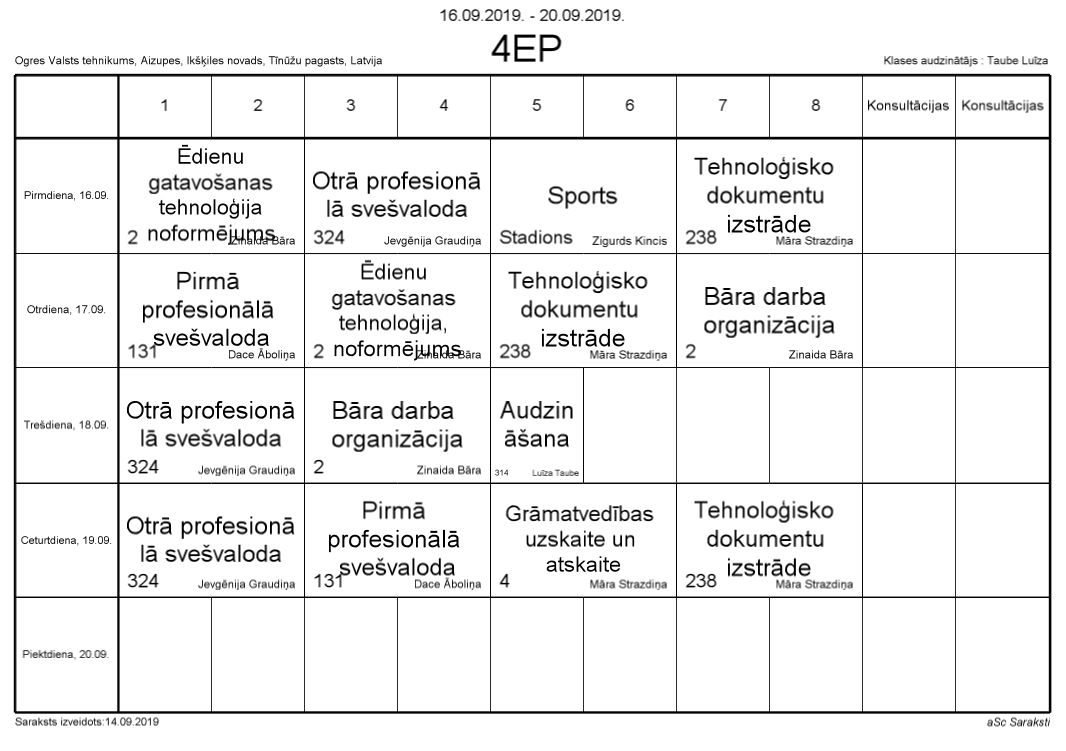 16.09.2019. - 20.09.2019.
4EP
Ogres Valsts tehnikums, Aizupes, Ikšķiles novads, Tīnūžu pagasts, Latvija
Klases audzinātājs : Taube Luīza
1 2 3 4 5 6 7 8 Konsultācijas Konsultācijas
Pirmdiena, 16.09.
Ēdienu
gatavošanas
tehnoloģija
noformējums
2 Zinaida Bāra
Otrā profesionā
lā svešvaloda
324 Jevgēnija Graudiņa
Sports
Stadions Zigurds Kincis
Tehnoloģisko
dokumentu
izstrāde
238 Māra Strazdiņa
Otrdiena, 17.09.
Pirmā
profesionālā
svešvaloda
131 Dace Āboliņa
Ēdienu
gatavošanas
tehnoloģija,
noformējums
2 Zinaida Bāra
Tehnoloģisko
dokumentu
izstrāde
238 Māra Strazdiņa
Bāra darba
organizācija
2 Zinaida Bāra
Trešdiena, 18.09.
Otrā profesionā
lā svešvaloda
324 Jevgēnija Graudiņa
Bāra darba
organizācija
2 Zinaida Bāra
Audzin
āšana
314 Luīza Taube
Ceturtdiena, 19.09.
Otrā profesionā
lā svešvaloda
324 Jevgēnija Graudiņa
Pirmā
profesionālā
svešvaloda
131 Dace Āboliņa
Grāmatvedības
uzskaite un
atskaite
4 Māra Strazdiņa
Tehnoloģisko
dokumentu
izstrāde
238 Māra Strazdiņa
Piektdiena, 20.09.
Saraksts izveidots:14.09.2019
aSc Saraksti